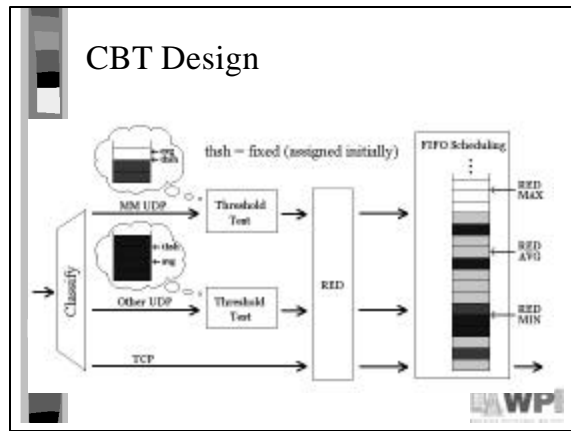 CBT Design
avg
thsh
thsh = fixed (assigned initially)
FIFO Scheduling
MM UDP
Threshold
Test
RED
MAX
thsh
avg
RED
AVG
Classify
Other UDP
Threshold
Test
RED
RED
MIN
TCP
WPI